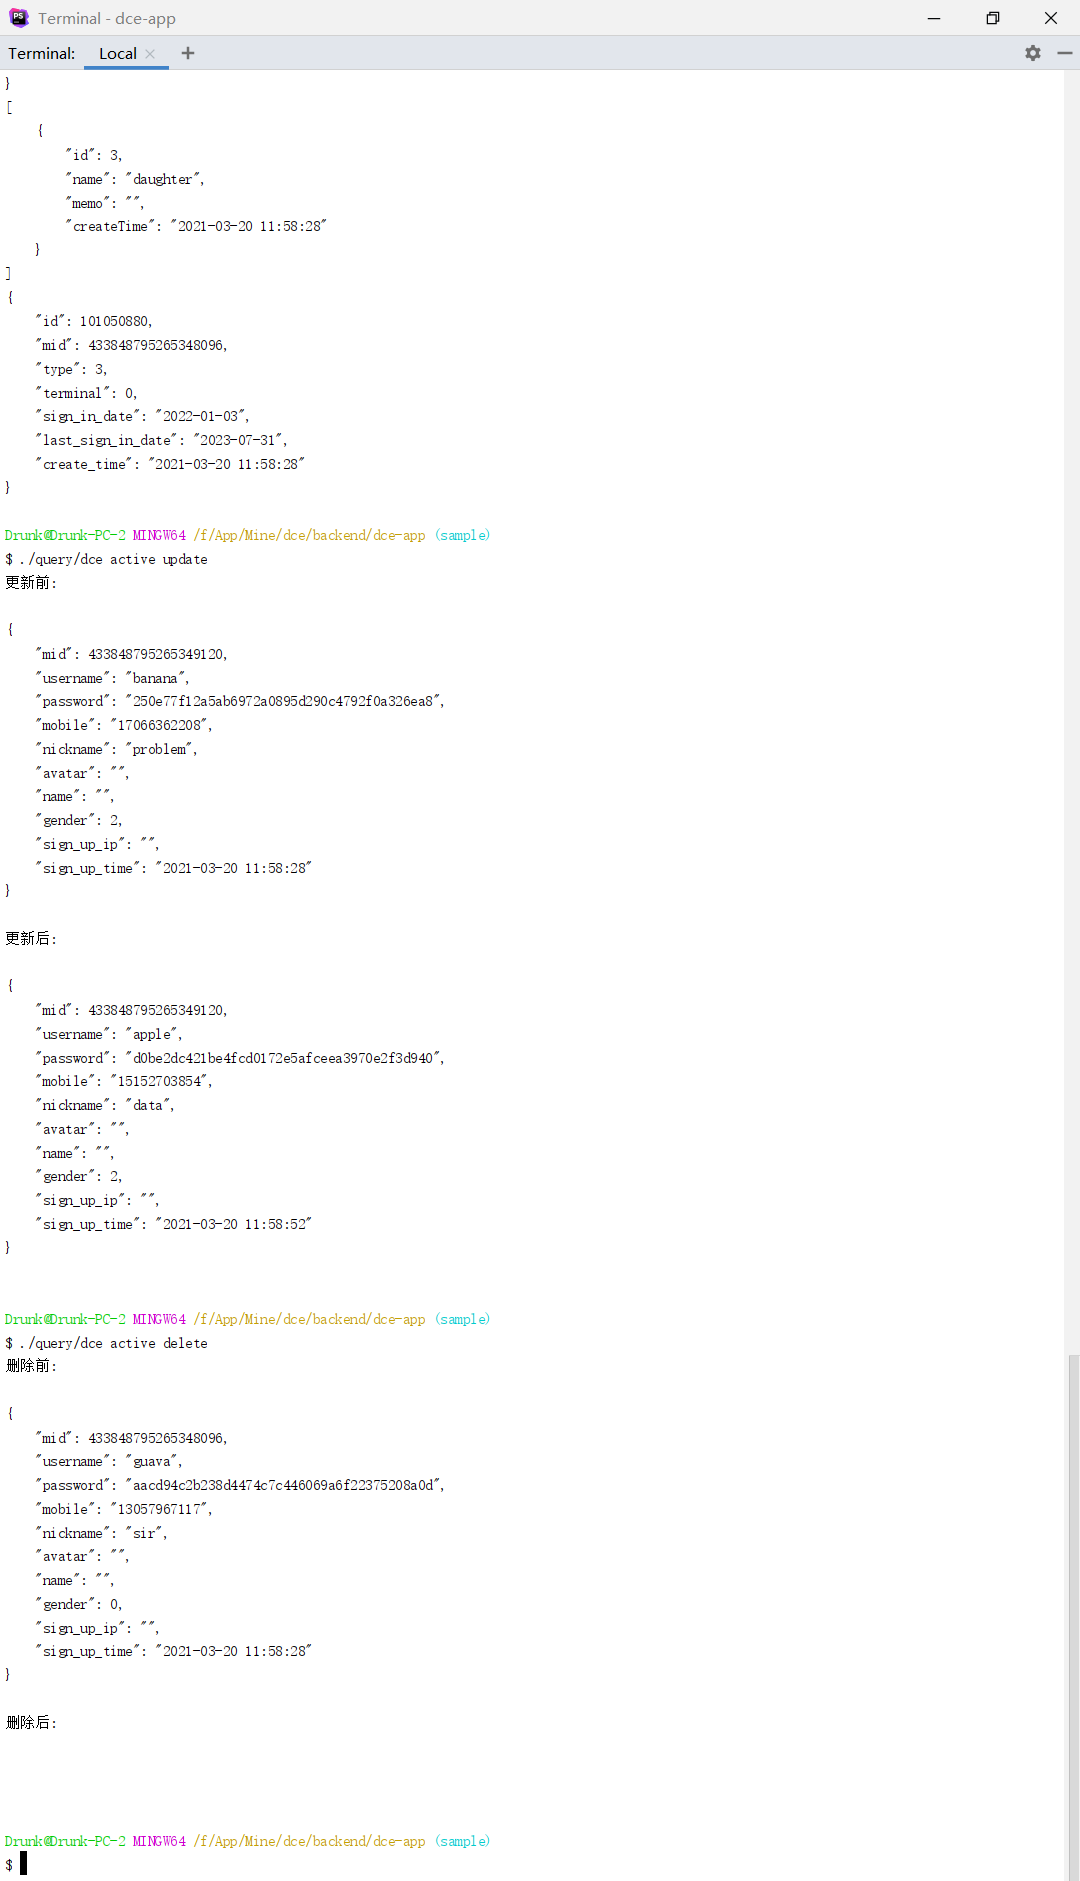 Terminal - dce-app
Terminal: Local
}
[
    {
        "id": 3,
        "name": "daughter",
        "memo": "",
        "createTime": "2021-03-20 11:58:28"
    }
]
{
    "id": 101050880,
    "mid": 433848795265348096,
    "type": 3,
    "terminal": 0,
    "sign_in_date": "2022-01-03",
    "last_sign_in_date": "2023-07-31",
    "create_time": "2021-03-20 11:58:28"
}
Drunk@Drunk-PC-2 MINGW64 /f/App/Mine/dce/backend/dce-app (sample)
$ ./query/dce active update
更新前:
{
    "mid": 433848795265349120,
    "username": "banana",
    "password": "250e77f12a5ab6972a0895d290c4792f0a326ea8",
    "mobile": "17066362208",
    "nickname": "problem",
    "avatar": "",
    "name": "",
    "gender": 2,
    "sign_up_ip": "",
    "sign_up_time": "2021-03-20 11:58:28"
}
更新后:
{
    "mid": 433848795265349120,
    "username": "apple",
    "password": "d0be2dc421be4fcd0172e5afceea3970e2f3d940",
    "mobile": "15152703854",
    "nickname": "data",
    "avatar": "",
    "name": "",
    "gender": 2,
    "sign_up_ip": "",
    "sign_up_time": "2021-03-20 11:58:52"
}
Drunk@Drunk-PC-2 MINGW64 /f/App/Mine/dce/backend/dce-app (sample)
$ ./query/dce active delete
删除前:
{
    "mid": 433848795265348096,
    "username": "guava",
    "password": "aacd94c2b238d4474c7c446069a6f22375208a0d",
    "mobile": "13057967117",
    "nickname": "sir",
    "avatar": "",
    "name": "",
    "gender": 0,
    "sign_up_ip": "",
    "sign_up_time": "2021-03-20 11:58:28"
}
删除后:
Drunk@Drunk-PC-2 MINGW64 /f/App/Mine/dce/backend/dce-app (sample)
$